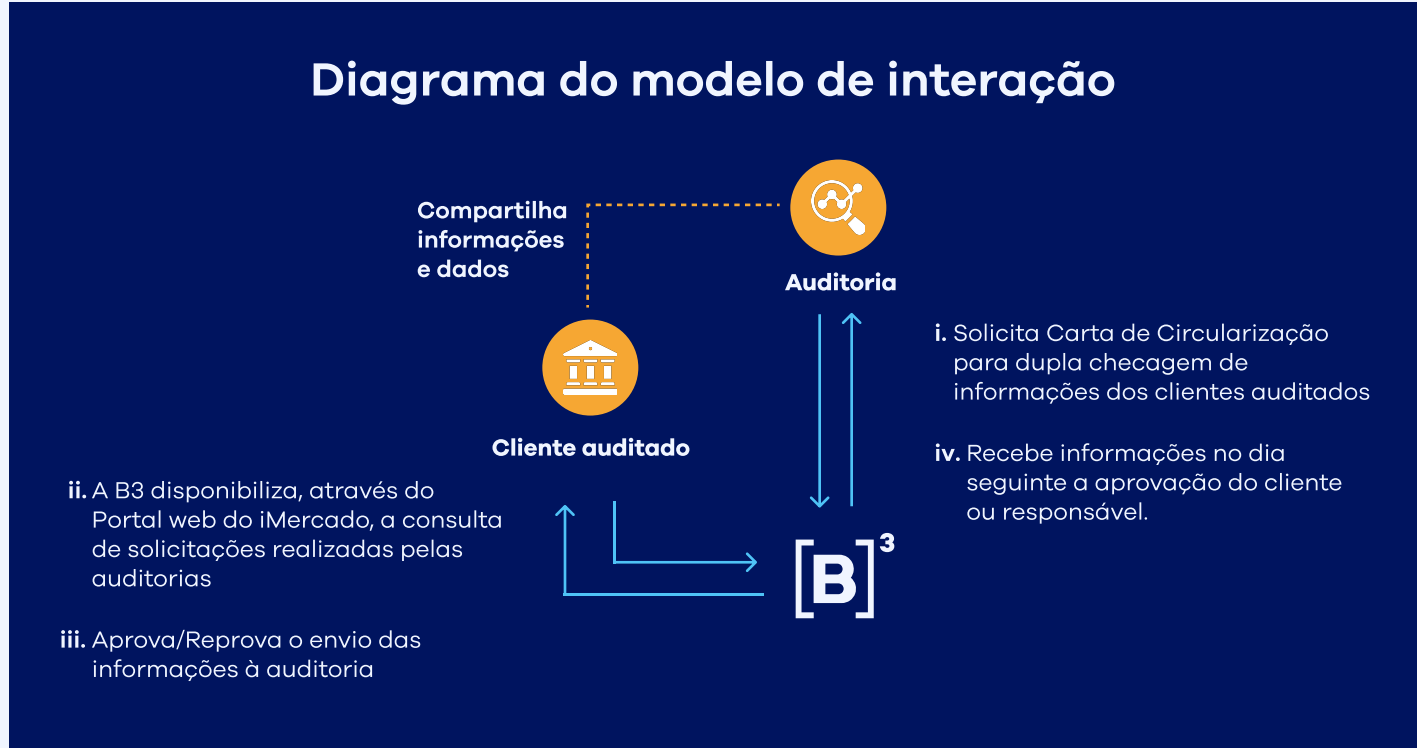 Diagrama do modelo de interação
Compartilha
informações
e dados
Auditoria
Cliente auditado
i. Solicita Carta de Circularização
para dupla checagem de
informações dos clientes auditados
iv. Recebe informações no dia
seguinte a aprovação do cliente
ou responsável.
ii. A B3 disponibiliza, através do
Portal web do iMercado, a consulta
de solicitações realizadas pelas
auditorias
iii. Aprova/Reprova o envio das
informações à auditoria
[B]³